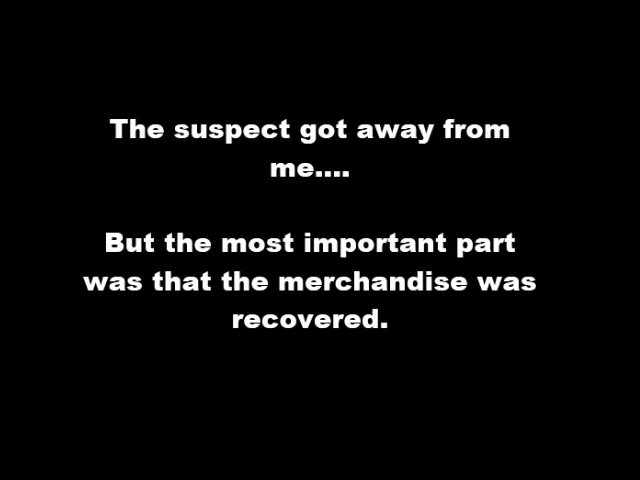 The suspect got away from
me....
But the most important part
was that the merchandise was
recovered.